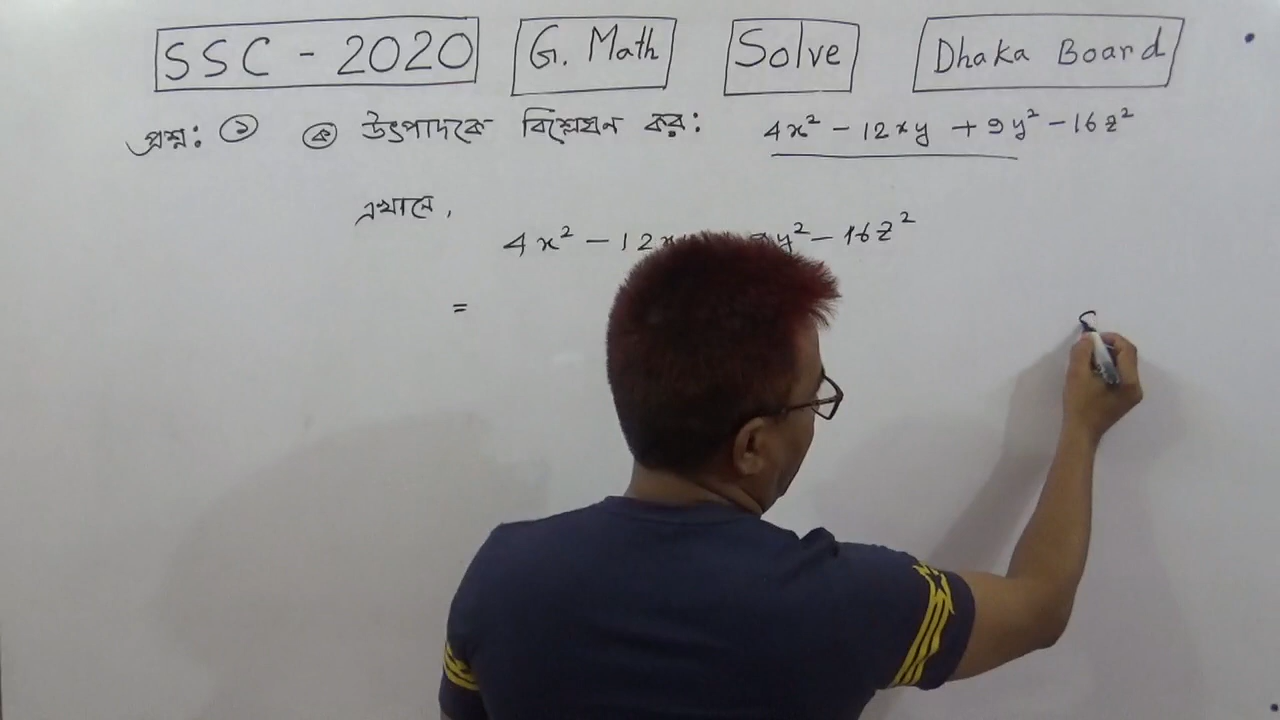 SSC - 2020 G. Math Solve Dhaka Board
প্রশ্ন: ১ ক উৎপাদকে বিশ্লেষণ কর: 4x² - 12xy + 9y² - 16z²
এখানে,
4x² - 12x y² - 16z²
=